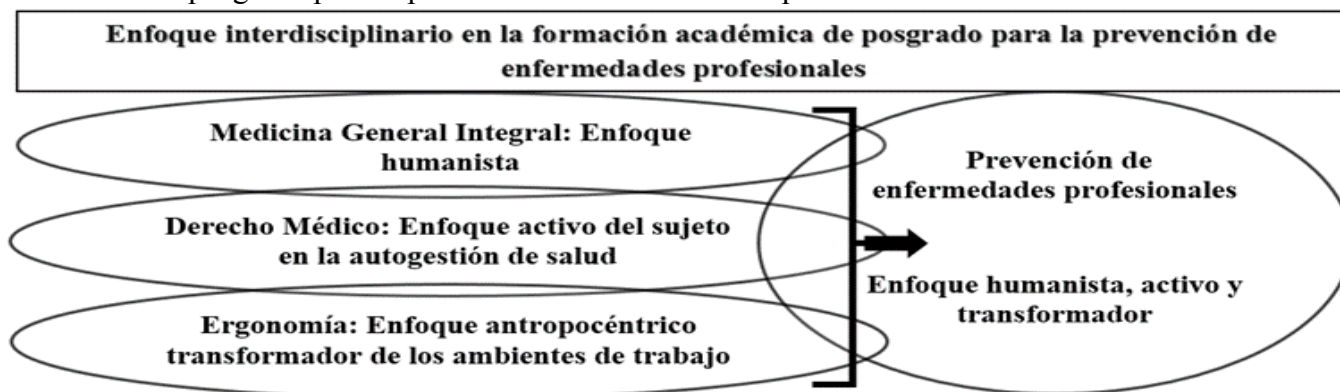 Enfoque interdisciplinario en la formación académica de posgrado para la prevención de
enfermedades profesionales
Medicina General Integral: Enfoque
humanista
Derecho Médico: Enfoque activo del sujeto
en la autogestión de salud
Ergonomía: Enfoque antropocéntrico
transformador de los ambientes de trabajo
Prevención de
enfermedades profesionales
Enfoque humanista, activo y
transformador